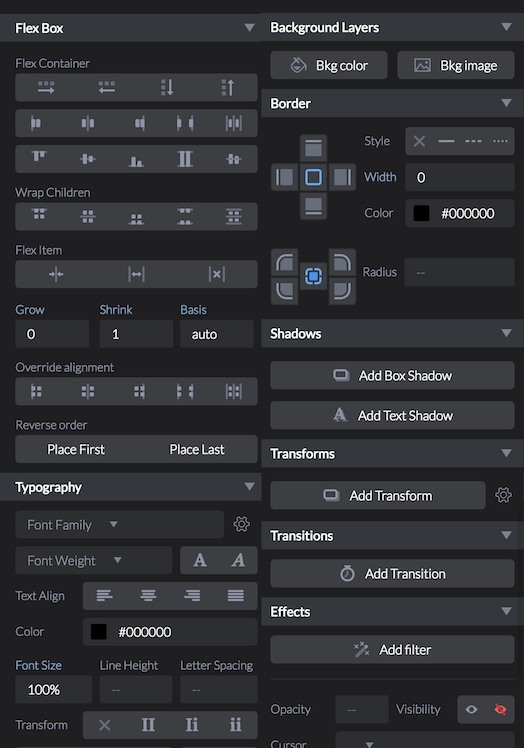 Flex Box
Flex Container
Wrap Children
Flex Item
Grow Shrink Basis
0 1 auto
Override alignment
Reverse order
Place First Place Last
Typography
Font Family
Font Weight
Text Align
Color #000000
Font Size Line Height Letter Spacing
100% -- --
Transform
Background Layers
Bkg color Bkg image
Border
Style
Width 0
Color #000000
Radius --
Shadows
Add Box Shadow
Add Text Shadow
Transforms
Add Transform
Transitions
Add Transition
Effects
Add filter
Opacity -- Visibility
Cursor